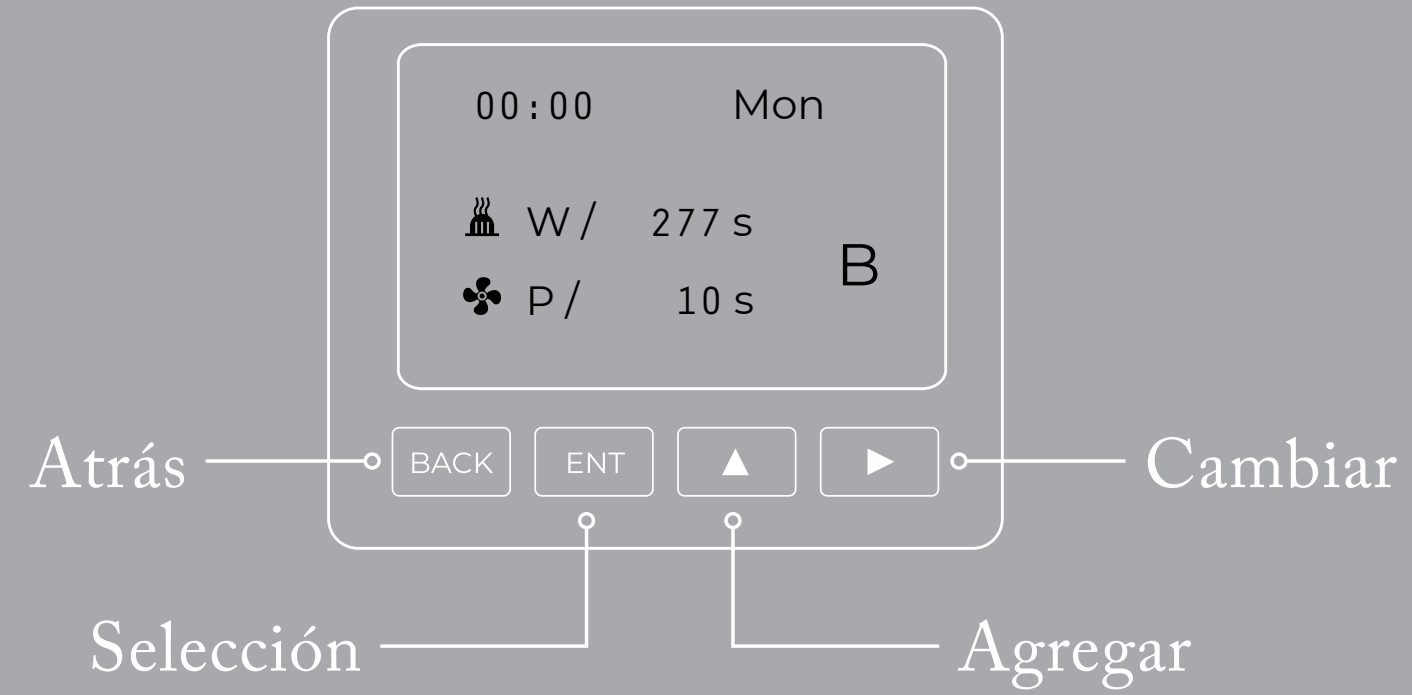 00:00 Mon
W/ 277 s
B
P/ 10 s
Atrás BACK ENT Cambiar
Selección Agregar